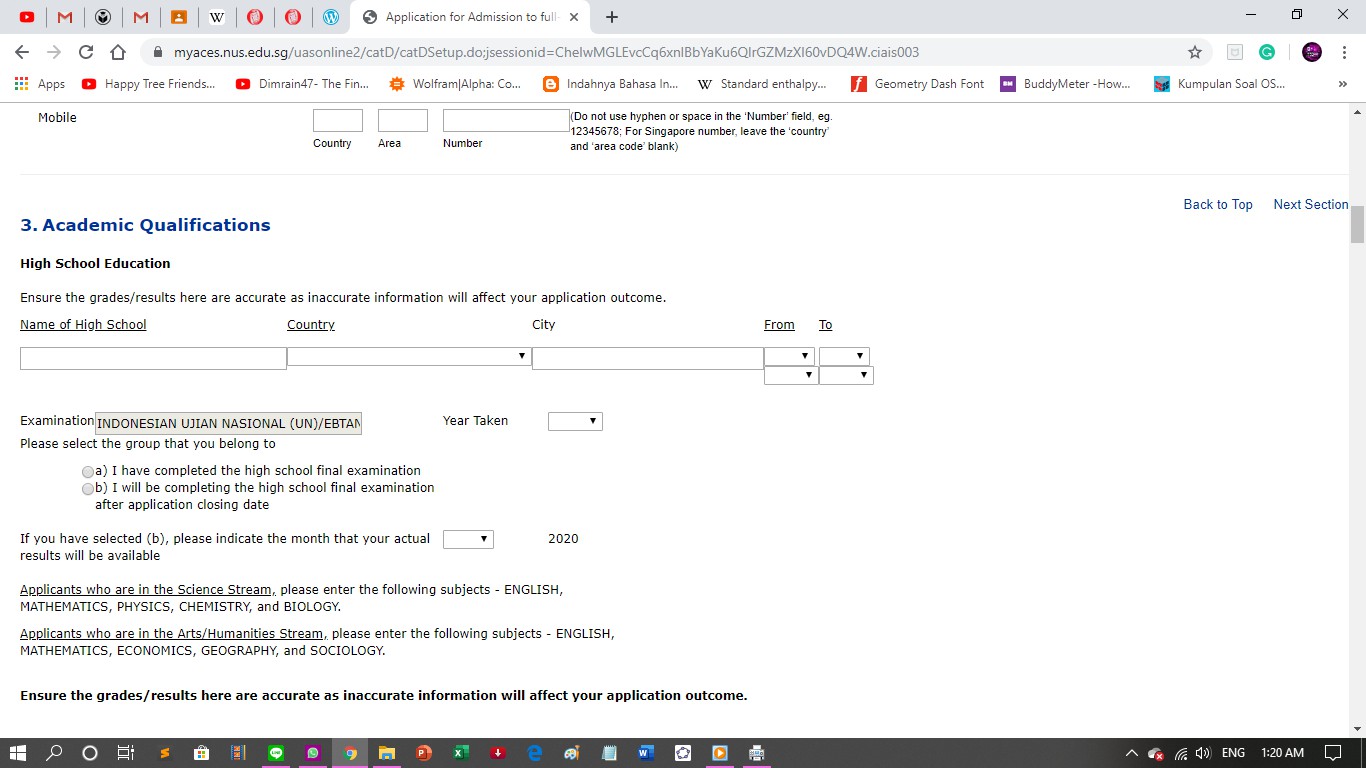 Application for Admission to full-
myaces.nus.edu.sg/uasonline2/catD/catDSetup.do;jsessionid=CheIwMGLEvcCq6xnlBbYaKu6QIrGZMzXI60vDQ4W.ciais003
Apps Happy Tree Friends... Dimrain47- The Fin... Wolfram|Alpha: Co... Indahnya Bahasa In... W Standard enthalpy... Geometry Dash Font BuddyMeter -How... Kumpulan Soal OS... »
Mobile
(Do not use hyphen or space in the 'Number' field, eg.
12345678; For Singapore number, leave the 'country'
and 'area code' blank)
Country Area Number
Back to Top Next Section
3. Academic Qualifications
High School Education
Ensure the grades/results here are accurate as inaccurate information will affect your application outcome.
Name of High School Country City From To
Examination INDONESIAN UJIAN NASIONAL (UN)/EBTAN Year Taken
Please select the group that you belong to
a) I have completed the high school final examination
b) I will be completing the high school final examination
after application closing date
If you have selected (b), please indicate the month that your actual 2020
results will be available
Applicants who are in the Science Stream, please enter the following subjects - ENGLISH,
MATHEMATICS, PHYSICS, CHEMISTRY, and BIOLOGY.
Applicants who are in the Arts/Humanities Stream, please enter the following subjects - ENGLISH,
MATHEMATICS, ECONOMICS, GEOGRAPHY, and SOCIOLOGY.
Ensure the grades/results here are accurate as inaccurate information will affect your application outcome.
ENG 1:20 AM